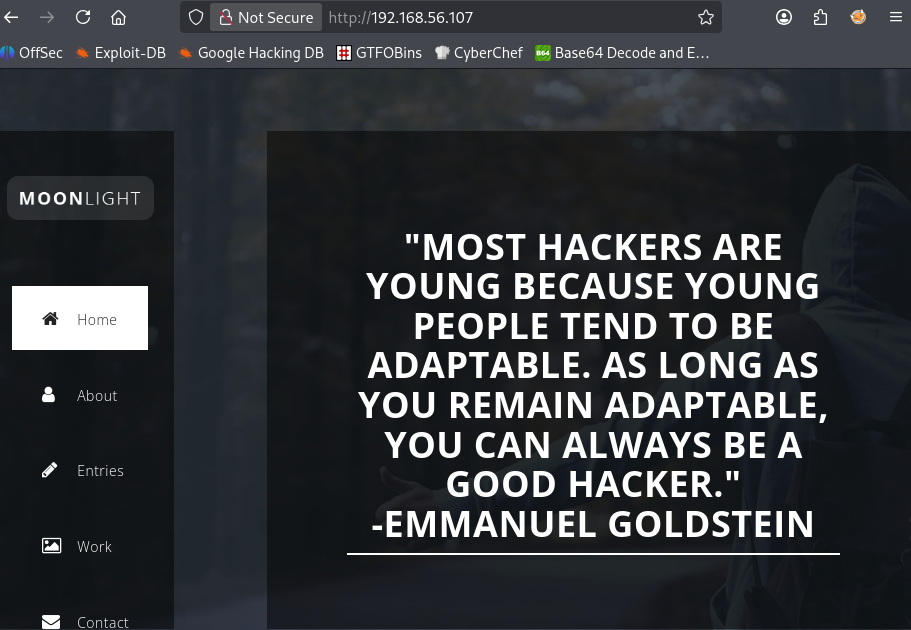 Not Secure http://192.168.56.107
OffSec Exploit-DB Google Hacking DB GTFOBins CyberChef 864 Base64 Decode and E...
MOONLIGHT
Home
About
Entries
Work
Contact
"MOST HACKERS ARE
YOUNG BECAUSE YOUNG
PEOPLE TEND TO BE
ADAPTABLE. AS LONG AS
YOU REMAIN ADAPTABLE,
YOU CAN ALWAYS BE A
GOOD HACKER."
-EMMANUEL GOLDSTEIN